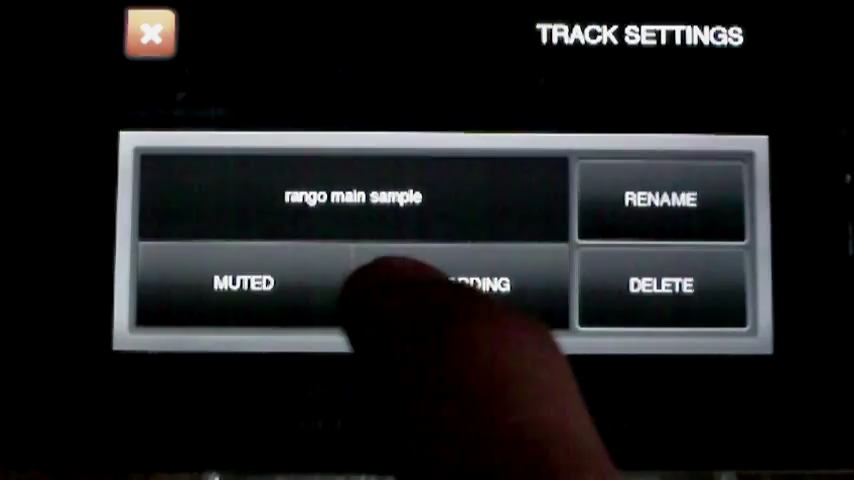 TRACK SETTINGS
rango main sample
RENAME
MUTED
DELETE